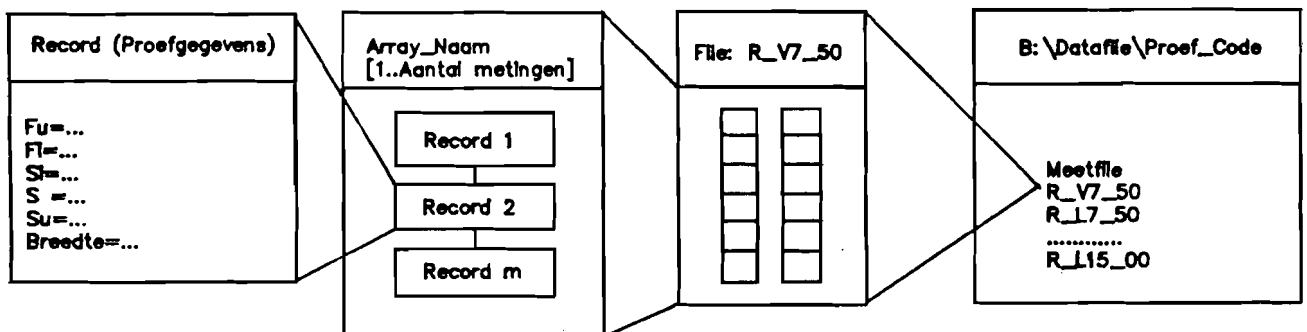 Record (Proefgegevens)
Fu=...
Fl=...
Sl=...
S =...
Su=...
Breedte=...
Array_Naam
[1..Aantal metingen]
Record 1
Record 2
Record m
File: R_V7_50
B:\Datafile\Proef_Code
Meetfile
R_V7_50
R_L7_50
............
R_L15_00